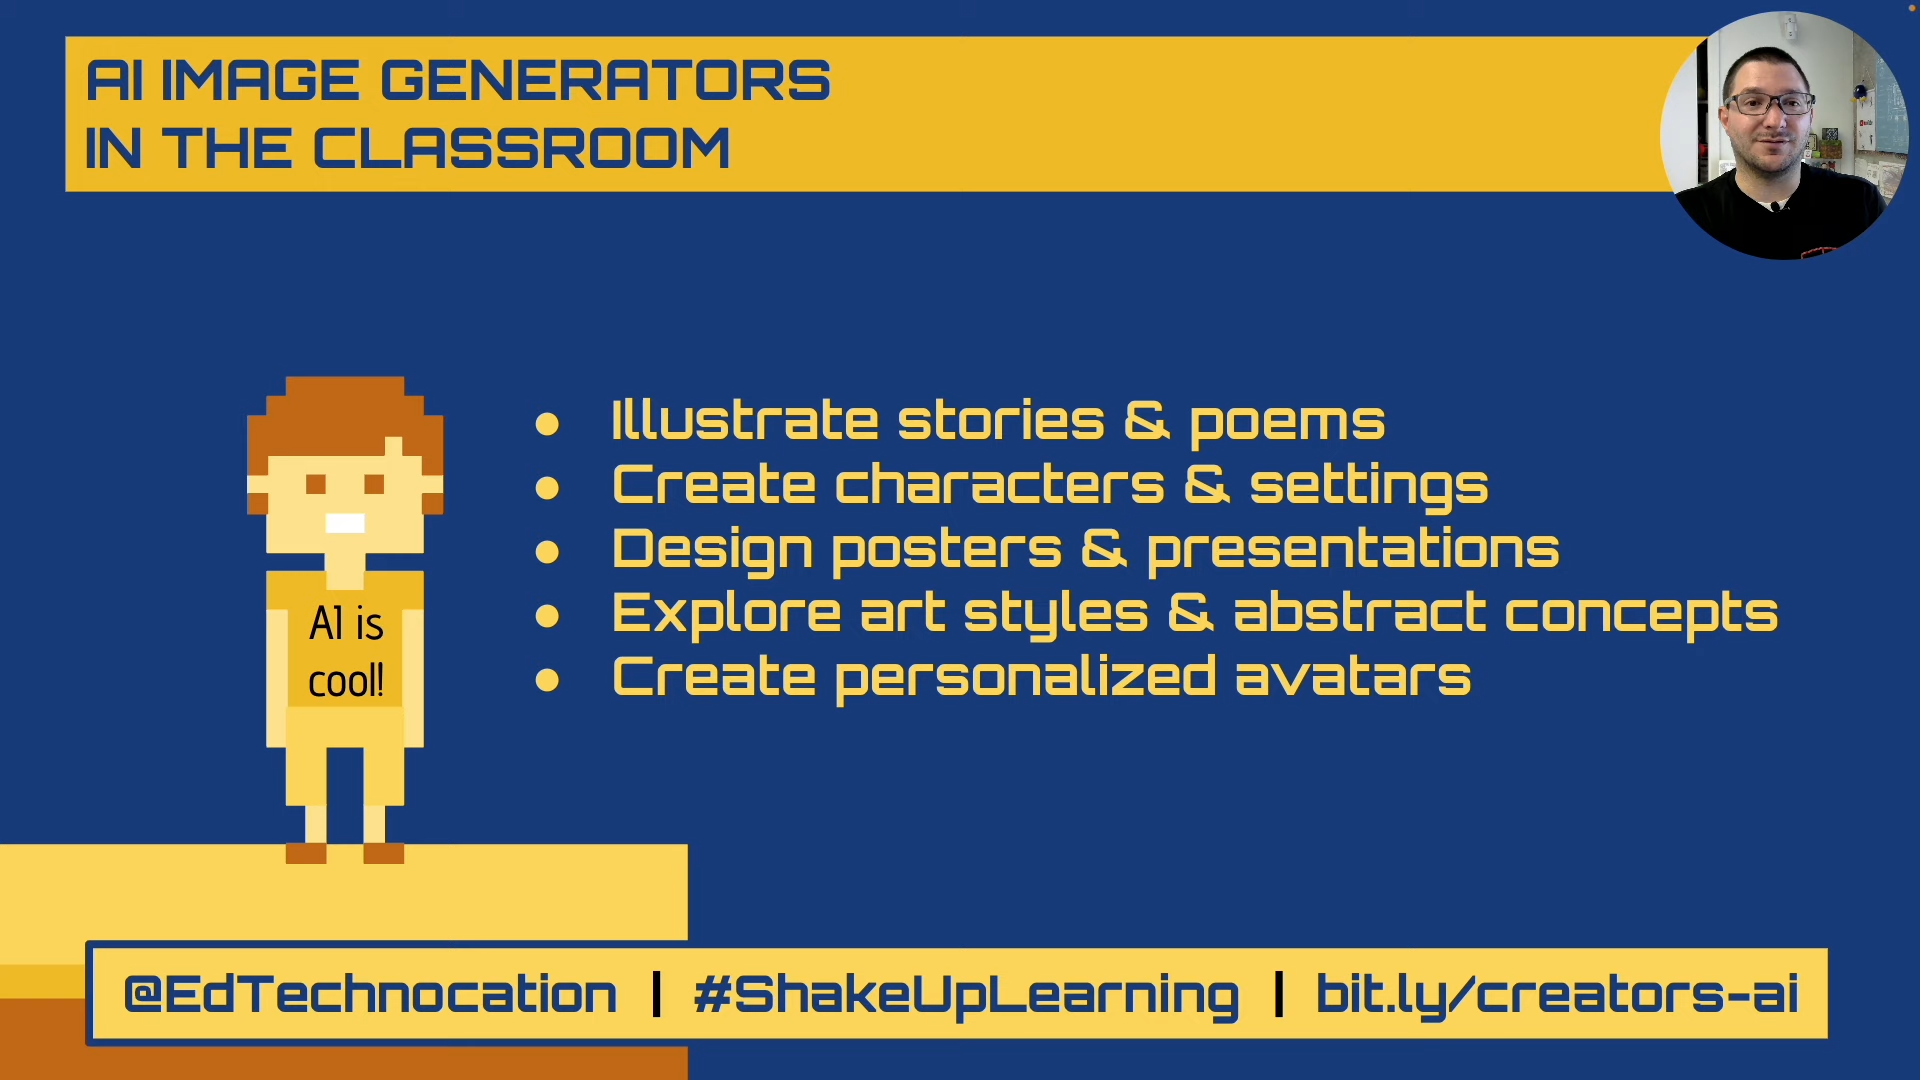 AI IMAGE GENERATORS
IN THE CLASSROOM
AI is
cool!
● Illustrate stories & poems
● Create characters & settings
● Design posters & presentations
● Explore art styles & abstract concepts
● Create personalized avatars
@EdTechnocation | #ShakeUpLearning | bit.ly/creators-ai